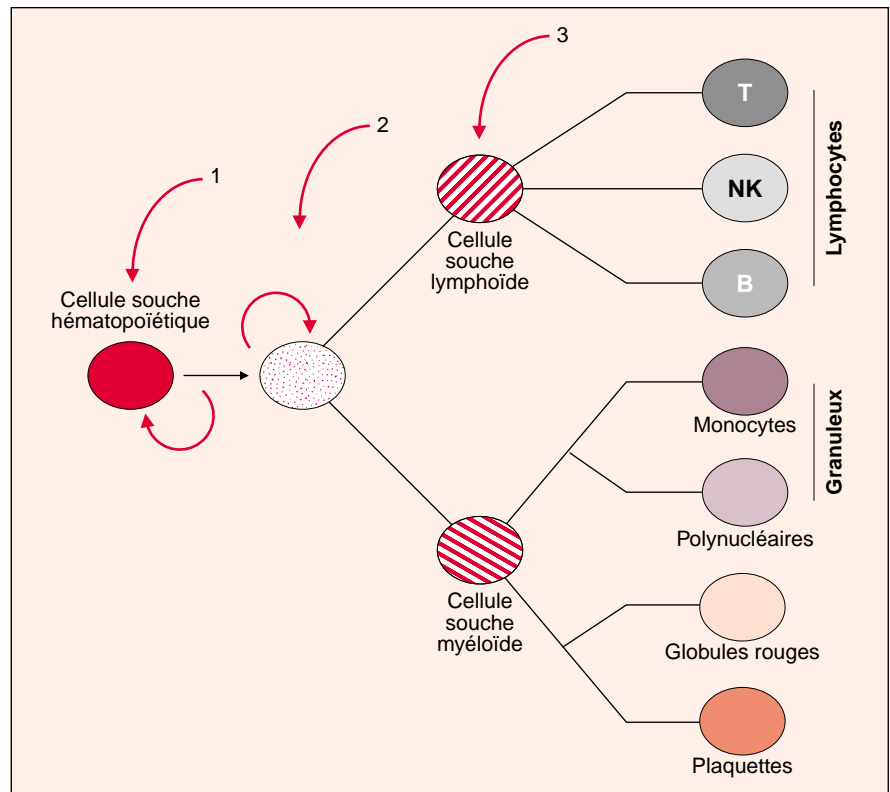 3
2
1
T
NK
B
Lymphocytes
Cellule souche
hématopoïétique
Cellule
souche
lymphoïde
Monocytes
Polynucléaires
Granuleux
Cellule
souche
myéloïde
Globules rouges
Plaquettes